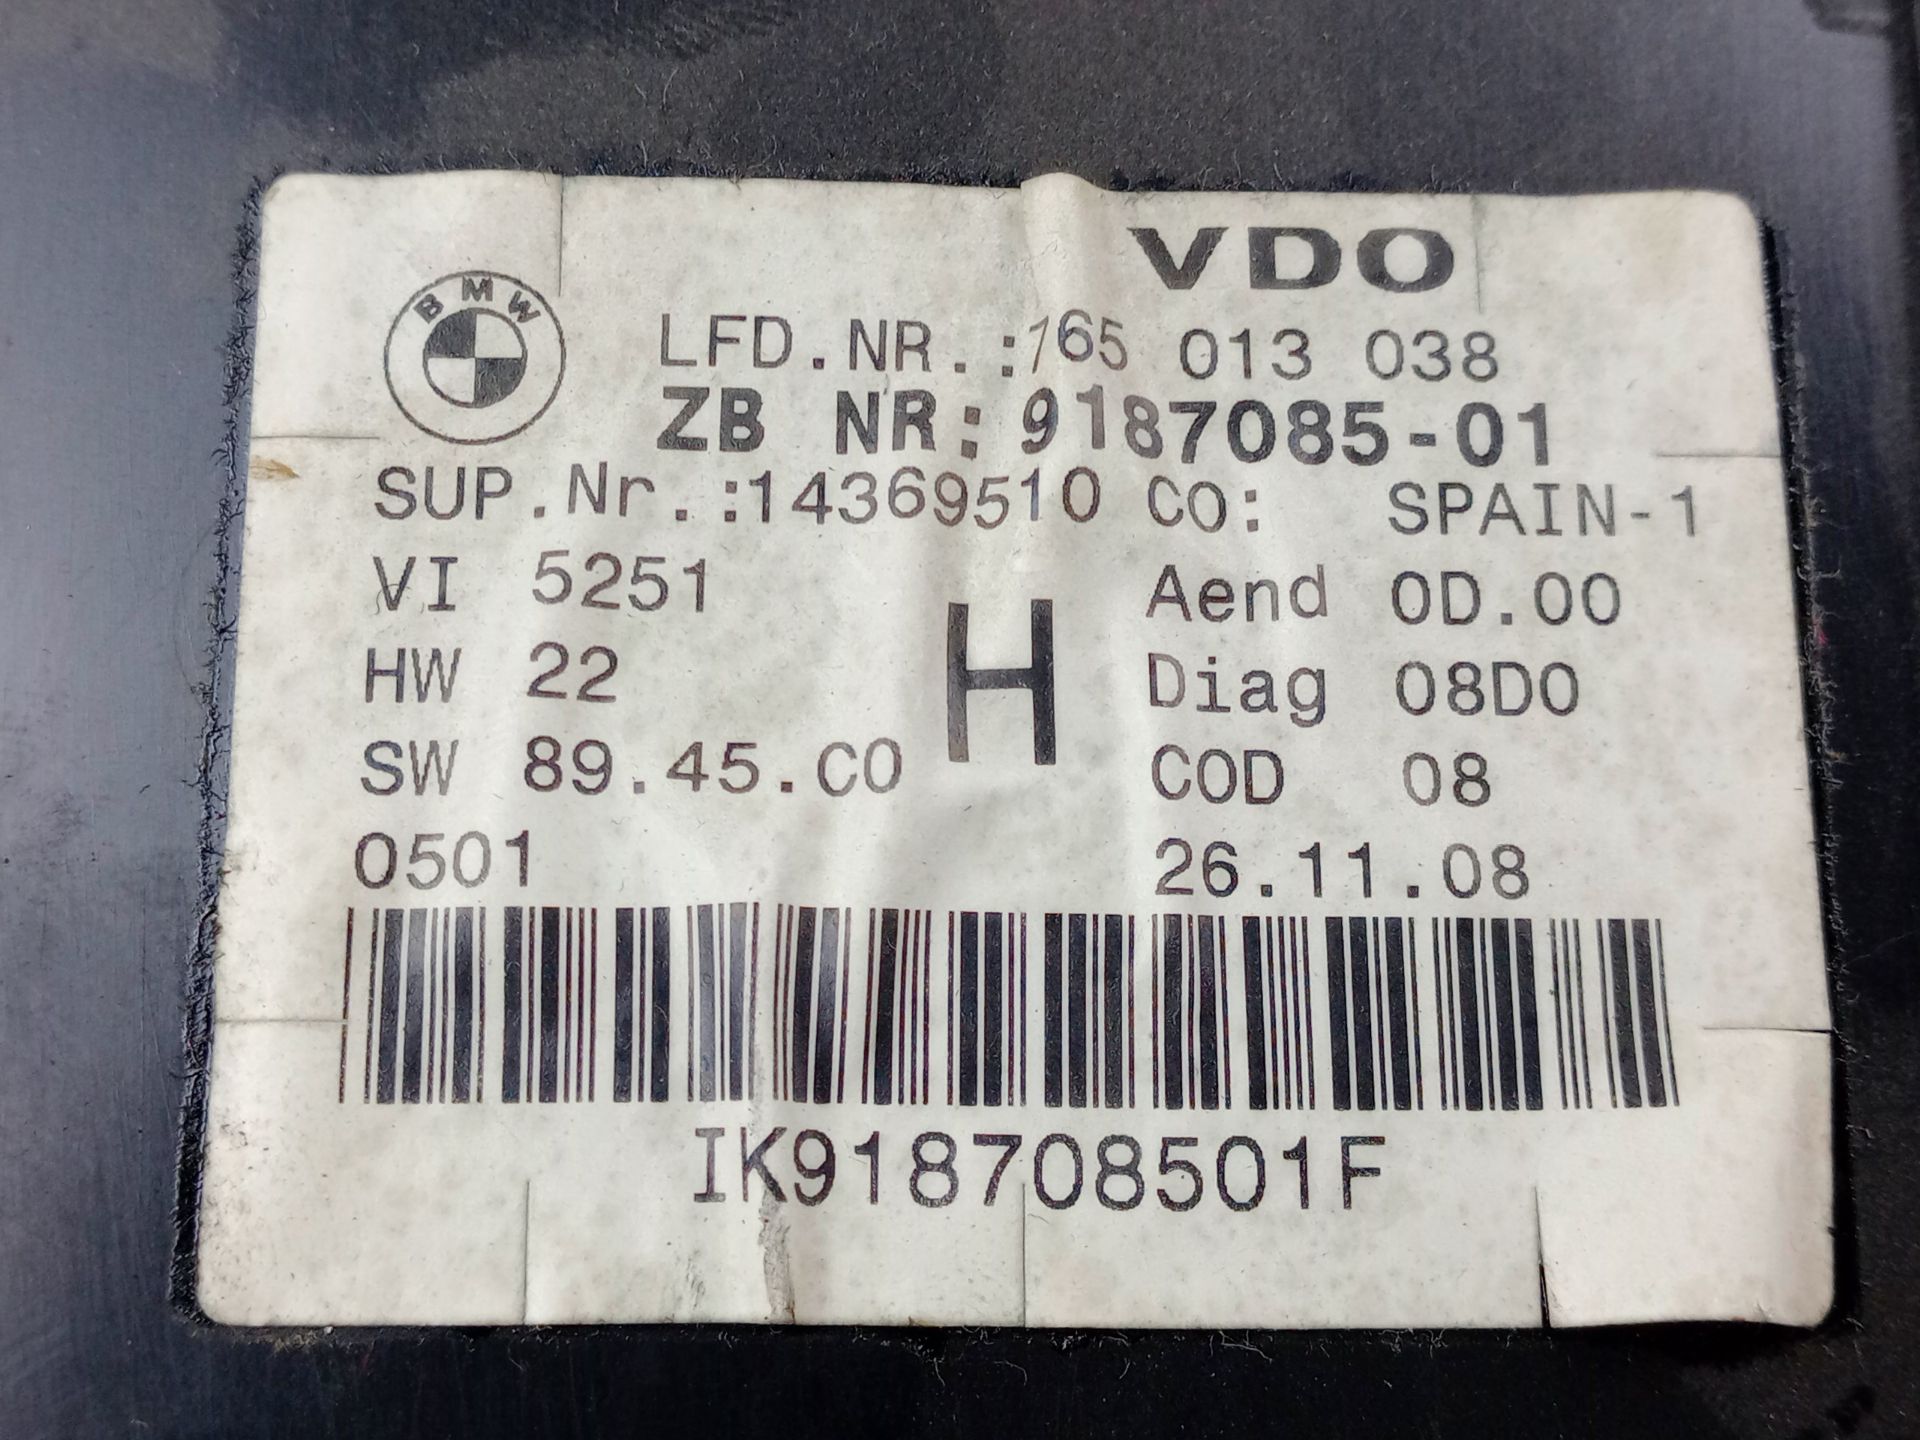 VDO
BMW
LFD.NR.:165 013 038
ZB NR:9187085-01
SUP.Nr.:14369510 CO: SPAIN-1
VI 5251 Aend 0D.00
HW 22 H Diag 08D0
SW 89.45.C0 COD 08
0501 26.11.08
IK918708501F